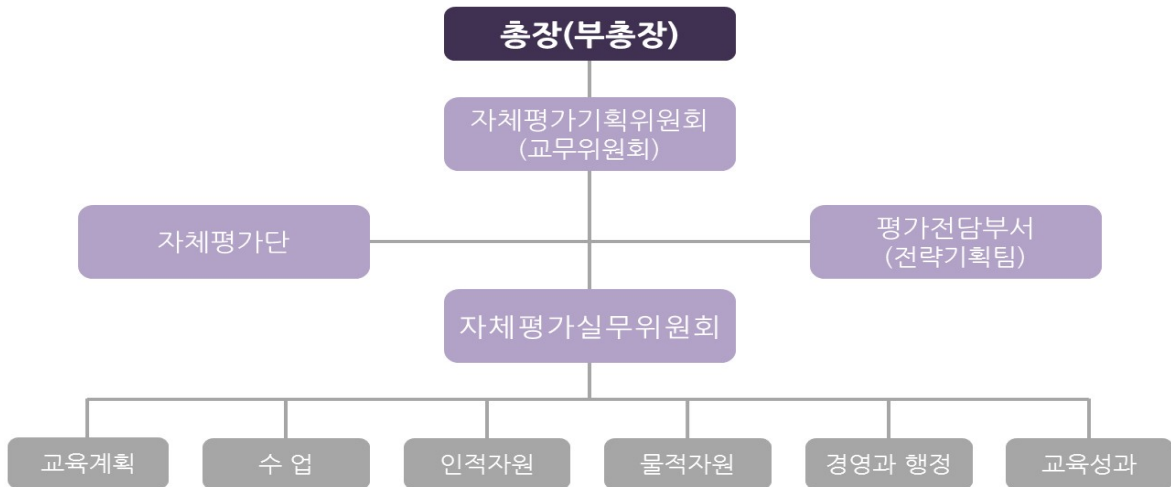 총장(부총장)
자체평가기획위원회
(교무위원회)
자체평가단
평가전담부서
(전략기획팀)
자체평가실무위원회
교육계획
수 업
인적자원
물적자원
경영과 행정
교육성과